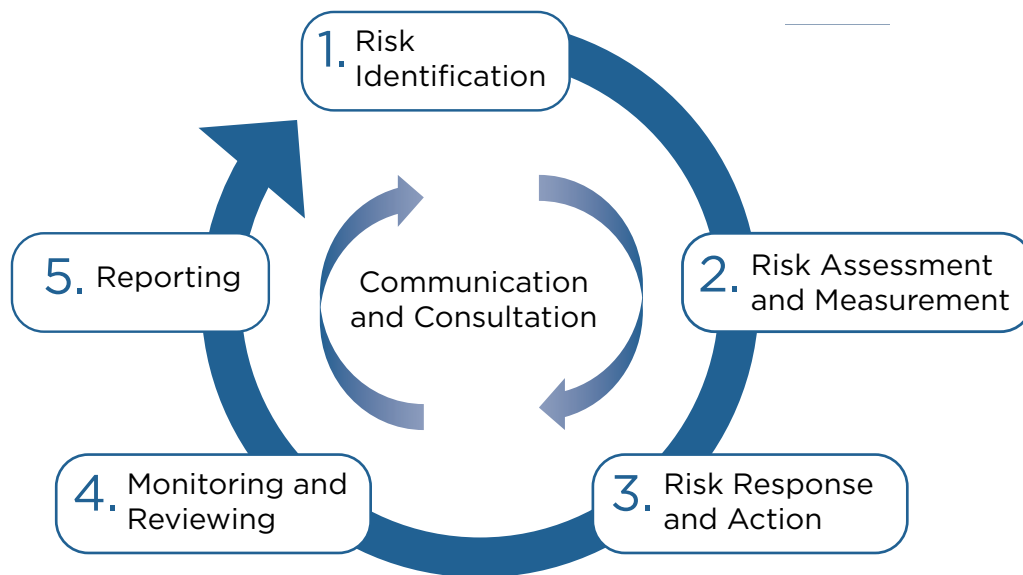 1. Risk
Identification
2. Risk Assessment
and Measurement
3. Risk Response
and Action
4. Monitoring and
Reviewing
5. Reporting
Communication
and Consultation